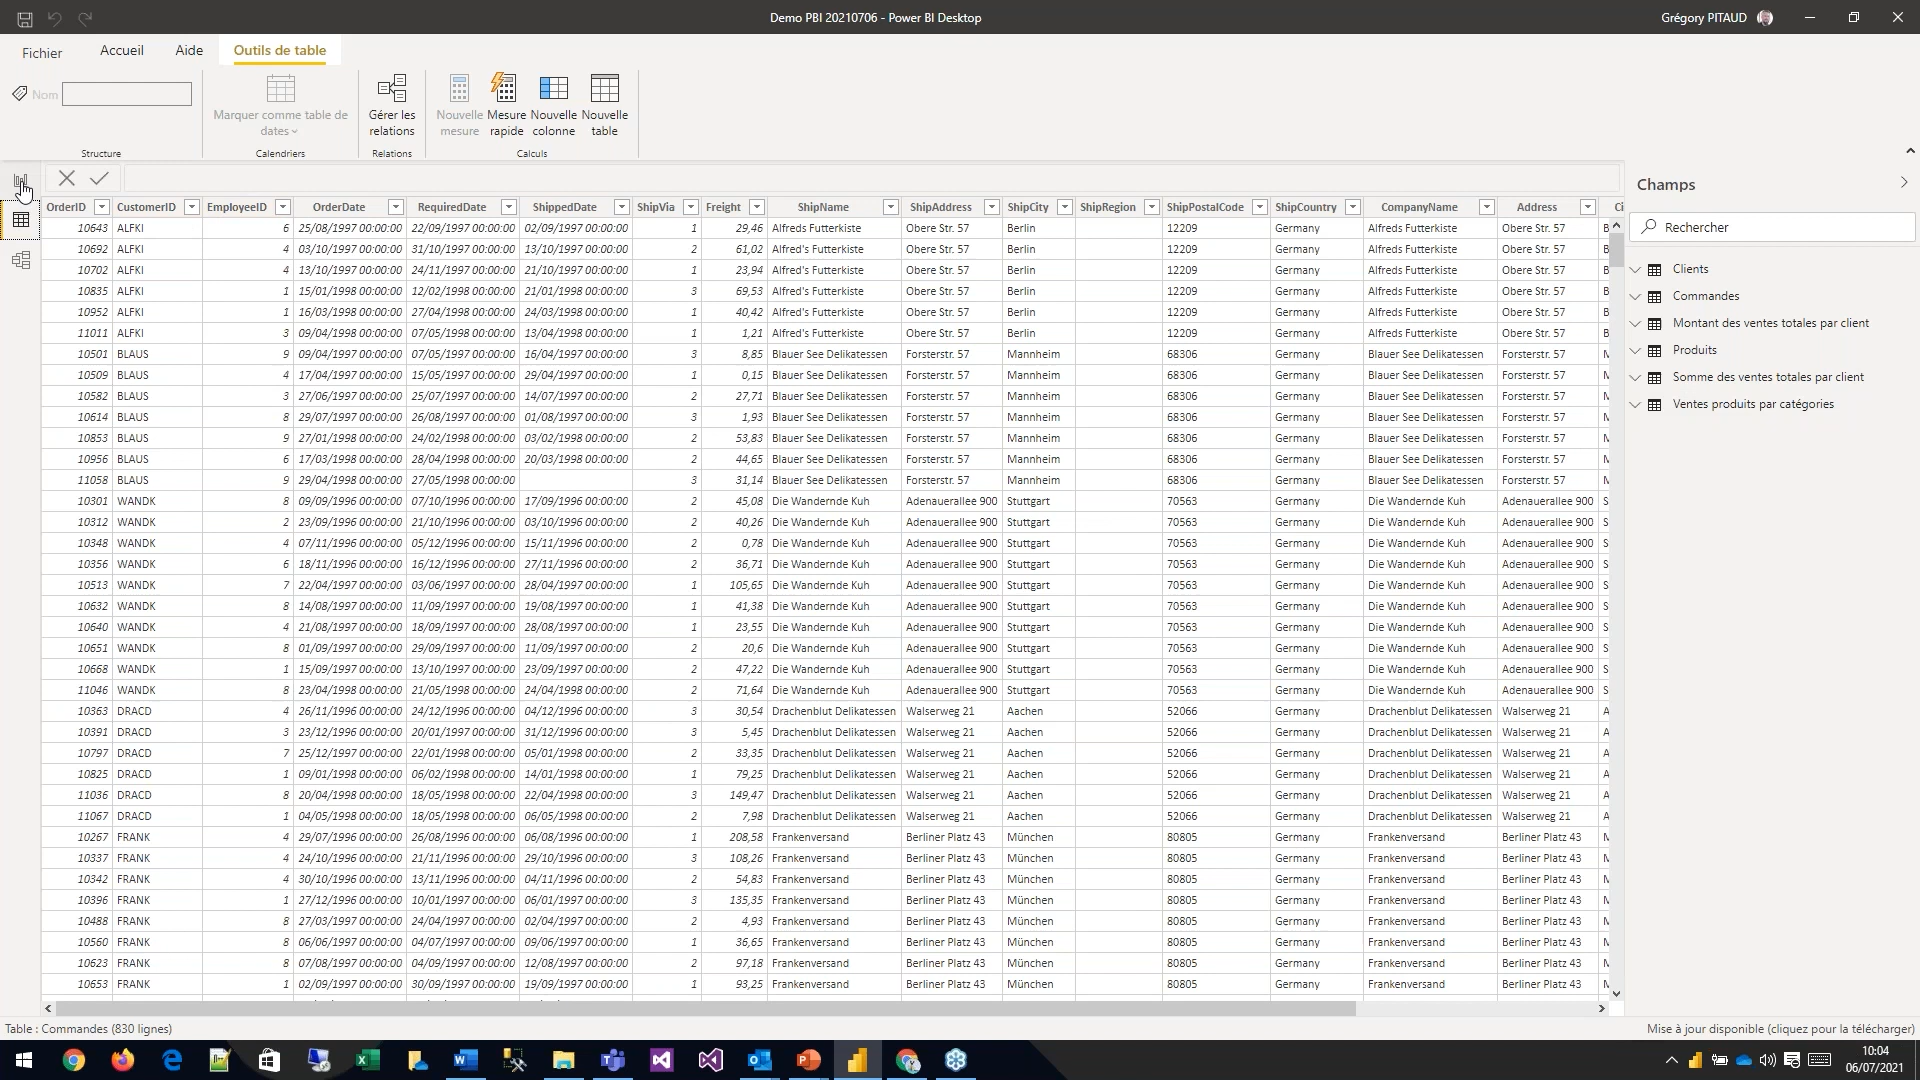 Demo PBI 20210706 - Power BI Desktop
Grégory PITAUD
Fichier Accueil Aide Outils de table
Nom
Marquer comme table de dates
Gérer les relations
Nouvelle mesure
Mesure rapide
Nouvelle colonne
Nouvelle table
Structure Calendriers Relations Calculs
OrderID CustomerID EmployeeID OrderDate RequiredDate ShippedDate ShipVia Freight ShipName ShipAddress ShipCity ShipRegion ShipPostalCode ShipCountry CompanyName Address Ci
10643 ALFKI 6 25/08/1997 00:00:00 22/09/1997 00:00:00 02/09/1997 00:00:00 1 29,46 Alfreds Futterkiste Obere Str. 57 Berlin 12209 Germany Alfreds Futterkiste Obere Str. 57 B
10692 ALFKI 4 03/10/1997 00:00:00 31/10/1997 00:00:00 13/10/1997 00:00:00 2 61,02 Alfred's Futterkiste Obere Str. 57 Berlin 12209 Germany Alfreds Futterkiste Obere Str. 57 B
10702 ALFKI 4 13/10/1997 00:00:00 24/11/1997 00:00:00 21/10/1997 00:00:00 1 23,94 Alfred's Futterkiste Obere Str. 57 Berlin 12209 Germany Alfreds Futterkiste Obere Str. 57 B
10835 ALFKI 1 15/01/1998 00:00:00 12/02/1998 00:00:00 21/01/1998 00:00:00 3 69,53 Alfred's Futterkiste Obere Str. 57 Berlin 12209 Germany Alfreds Futterkiste Obere Str. 57 B
10952 ALFKI 1 16/03/1998 00:00:00 27/04/1998 00:00:00 24/03/1998 00:00:00 1 40,42 Alfred's Futterkiste Obere Str. 57 Berlin 12209 Germany Alfreds Futterkiste Obere Str. 57 B
11011 ALFKI 3 09/04/1998 00:00:00 07/05/1998 00:00:00 13/04/1998 00:00:00 1 1,21 Alfred's Futterkiste Obere Str. 57 Berlin 12209 Germany Alfreds Futterkiste Obere Str. 57 B
10501 BLAUS 9 09/04/1997 00:00:00 07/05/1997 00:00:00 16/04/1997 00:00:00 3 8,85 Blauer See Delikatessen Forsterstr. 57 Mannheim 68306 Germany Blauer See Delikatessen Forsterstr. 57 M
10509 BLAUS 4 17/04/1997 00:00:00 15/05/1997 00:00:00 29/04/1997 00:00:00 1 0,15 Blauer See Delikatessen Forsterstr. 57 Mannheim 68306 Germany Blauer See Delikatessen Forsterstr. 57 M
10582 BLAUS 3 27/06/1997 00:00:00 25/07/1997 00:00:00 14/07/1997 00:00:00 2 27,71 Blauer See Delikatessen Forsterstr. 57 Mannheim 68306 Germany Blauer See Delikatessen Forsterstr. 57 M
10614 BLAUS 8 29/07/1997 00:00:00 26/08/1997 00:00:00 01/08/1997 00:00:00 3 1,93 Blauer See Delikatessen Forsterstr. 57 Mannheim 68306 Germany Blauer See Delikatessen Forsterstr. 57 M
10853 BLAUS 9 27/01/1998 00:00:00 24/02/1998 00:00:00 03/02/1998 00:00:00 2 53,83 Blauer See Delikatessen Forsterstr. 57 Mannheim 68306 Germany Blauer See Delikatessen Forsterstr. 57 M
10956 BLAUS 6 17/03/1998 00:00:00 28/04/1998 00:00:00 20/03/1998 00:00:00 2 44,65 Blauer See Delikatessen Forsterstr. 57 Mannheim 68306 Germany Blauer See Delikatessen Forsterstr. 57 M
11058 BLAUS 9 29/04/1998 00:00:00 27/05/1998 00:00:00 3 31,14 Blauer See Delikatessen Forsterstr. 57 Mannheim 68306 Germany Blauer See Delikatessen Forsterstr. 57 M
10301 WANDK 8 09/09/1996 00:00:00 07/10/1996 00:00:00 17/09/1996 00:00:00 2 45,08 Die Wandernde Kuh Adenauerallee 900 Stuttgart 70563 Germany Die Wandernde Kuh Adenauerallee 900 S
10312 WANDK 2 23/09/1996 00:00:00 21/10/1996 00:00:00 03/10/1996 00:00:00 2 40,26 Die Wandernde Kuh Adenauerallee 900 Stuttgart 70563 Germany Die Wandernde Kuh Adenauerallee 900 S
10348 WANDK 4 07/11/1996 00:00:00 05/12/1996 00:00:00 15/11/1996 00:00:00 2 0,78 Die Wandernde Kuh Adenauerallee 900 Stuttgart 70563 Germany Die Wandernde Kuh Adenauerallee 900 S
10356 WANDK 6 18/11/1996 00:00:00 16/12/1996 00:00:00 27/11/1996 00:00:00 2 36,71 Die Wandernde Kuh Adenauerallee 900 Stuttgart 70563 Germany Die Wandernde Kuh Adenauerallee 900 S
10513 WANDK 7 22/04/1997 00:00:00 03/06/1997 00:00:00 28/04/1997 00:00:00 1 105,65 Die Wandernde Kuh Adenauerallee 900 Stuttgart 70563 Germany Die Wandernde Kuh Adenauerallee 900 S
10632 WANDK 8 14/08/1997 00:00:00 11/09/1997 00:00:00 19/08/1997 00:00:00 1 41,38 Die Wandernde Kuh Adenauerallee 900 Stuttgart 70563 Germany Die Wandernde Kuh Adenauerallee 900 S
10640 WANDK 4 21/08/1997 00:00:00 18/09/1997 00:00:00 28/08/1997 00:00:00 1 23,55 Die Wandernde Kuh Adenauerallee 900 Stuttgart 70563 Germany Die Wandernde Kuh Adenauerallee 900 S
10651 WANDK 8 01/09/1997 00:00:00 29/09/1997 00:00:00 11/09/1997 00:00:00 2 20,6 Die Wandernde Kuh Adenauerallee 900 Stuttgart 70563 Germany Die Wandernde Kuh Adenauerallee 900 S
10668 WANDK 1 15/09/1997 00:00:00 13/10/1997 00:00:00 23/09/1997 00:00:00 2 47,22 Die Wandernde Kuh Adenauerallee 900 Stuttgart 70563 Germany Die Wandernde Kuh Adenauerallee 900 S
11046 WANDK 8 23/04/1998 00:00:00 21/05/1998 00:00:00 24/04/1998 00:00:00 2 71,64 Die Wandernde Kuh Adenauerallee 900 Stuttgart 70563 Germany Die Wandernde Kuh Adenauerallee 900 S
10363 DRACD 4 26/11/1996 00:00:00 24/12/1996 00:00:00 04/12/1996 00:00:00 3 30,54 Drachenblut Delikatessen Walserweg 21 Aachen 52066 Germany Drachenblut Delikatessen Walserweg 21 A
10391 DRACD 3 23/12/1996 00:00:00 20/01/1997 00:00:00 31/12/1996 00:00:00 3 5,45 Drachenblut Delikatessen Walserweg 21 Aachen 52066 Germany Drachenblut Delikatessen Walserweg 21 A
10797 DRACD 7 25/12/1997 00:00:00 22/01/1998 00:00:00 05/01/1998 00:00:00 2 33,35 Drachenblut Delikatessen Walserweg 21 Aachen 52066 Germany Drachenblut Delikatessen Walserweg 21 A
10825 DRACD 1 09/01/1998 00:00:00 06/02/1998 00:00:00 14/01/1998 00:00:00 1 79,25 Drachenblut Delikatessen Walserweg 21 Aachen 52066 Germany Drachenblut Delikatessen Walserweg 21 A
11036 DRACD 8 20/04/1998 00:00:00 18/05/1998 00:00:00 22/04/1998 00:00:00 3 149,47 Drachenblut Delikatessen Walserweg 21 Aachen 52066 Germany Drachenblut Delikatessen Walserweg 21 A
11067 DRACD 1 04/05/1998 00:00:00 18/05/1998 00:00:00 06/05/1998 00:00:00 2 7,98 Drachenblut Delikatessen Walserweg 21 Aachen 52066 Germany Drachenblut Delikatessen Walserweg 21 A
10267 FRANK 4 29/07/1996 00:00:00 26/08/1996 00:00:00 06/08/1996 00:00:00 1 208,58 Frankenversand Berliner Platz 43 München 80805 Germany Frankenversand Berliner Platz 43 M
10337 FRANK 4 24/10/1996 00:00:00 21/11/1996 00:00:00 29/10/1996 00:00:00 3 108,26 Frankenversand Berliner Platz 43 München 80805 Germany Frankenversand Berliner Platz 43 M
10342 FRANK 4 30/10/1996 00:00:00 13/11/1996 00:00:00 04/11/1996 00:00:00 2 54,83 Frankenversand Berliner Platz 43 München 80805 Germany Frankenversand Berliner Platz 43 M
10396 FRANK 1 27/12/1996 00:00:00 10/01/1997 00:00:00 06/01/1997 00:00:00 3 135,35 Frankenversand Berliner Platz 43 München 80805 Germany Frankenversand Berliner Platz 43 M
10488 FRANK 8 27/03/1997 00:00:00 24/04/1997 00:00:00 02/04/1997 00:00:00 2 4,93 Frankenversand Berliner Platz 43 München 80805 Germany Frankenversand Berliner Platz 43 M
10560 FRANK 8 06/06/1997 00:00:00 04/07/1997 00:00:00 09/06/1997 00:00:00 1 36,65 Frankenversand Berliner Platz 43 München 80805 Germany Frankenversand Berliner Platz 43 M
10623 FRANK 8 07/08/1997 00:00:00 04/09/1997 00:00:00 12/08/1997 00:00:00 2 97,18 Frankenversand Berliner Platz 43 München 80805 Germany Frankenversand Berliner Platz 43 M
10653 FRANK 1 02/09/1997 00:00:00 30/09/1997 00:00:00 19/09/1997 00:00:00 1 93,25 Frankenversand Berliner Platz 43 München 80805 Germany Frankenversand Berliner Platz 43 M
Champs
Rechercher
Clients
Commandes
Montant des ventes totales par client
Produits
Somme des ventes totales par client
Ventes produits par catégories
Table : Commandes (830 lignes)
Mise à jour disponible (cliquez pour la télécharger)
10:04
06/07/2021